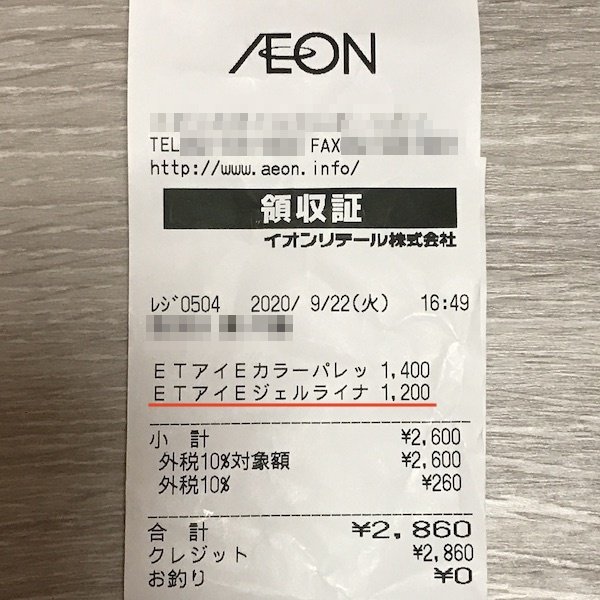 ÆON
TEL FAX
http://www.aeon.info/
領収証
イオンリテール株式会社
ﾚｼﾞ0504 2020/ 9/22(火) 16:49
ＥＴアイＥカラーパレッ 1,400
ＥＴアイＥジェルライナ 1,200
小 計 ¥2,600
外税10%対象額 ¥2,600
外税10% ¥260
合 計 ¥2,860
クレジット ¥2,860
お釣り ¥0